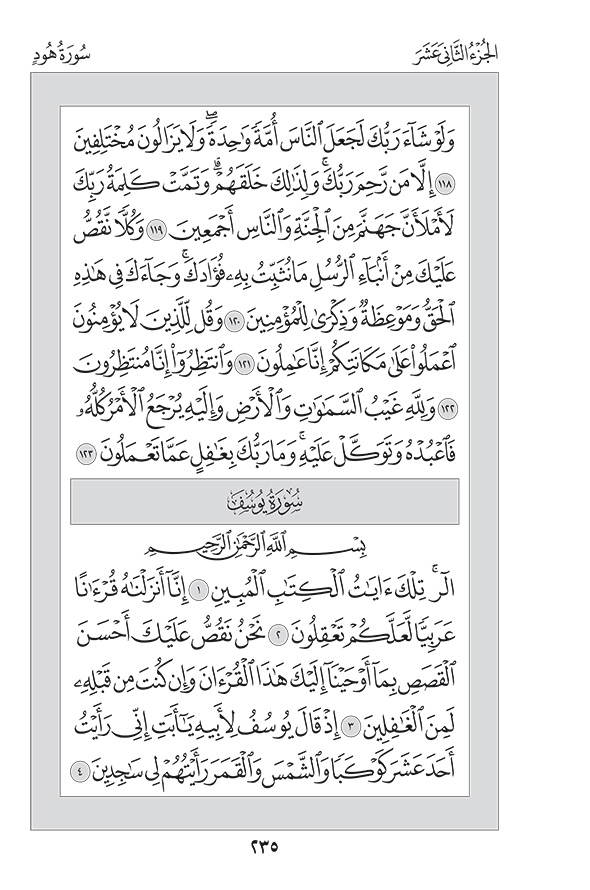 سُورَةُ هُودٍ
الجُزْءُ الثَّانِي عَشَرَ
وَلَوْ شَآءَ رَبُّكَ لَجَعَلَ ٱلنَّاسَ أُمَّةً وَٰحِدَةً ۖ وَلَا يَزَالُونَ مُخْتَلِفِينَ
١١٨ إِلَّا مَن رَّحِمَ رَبُّكَ ۚ وَلِذَٰلِكَ خَلَقَهُمْ ۗ وَتَمَّتْ كَلِمَةُ رَبِّكَ
لَأَمْلَأَنَّ جَهَنَّمَ مِنَ ٱلْجِنَّةِ وَٱلنَّاسِ أَجْمَعِينَ ١١٩ وَكُلًّا نَّقُصُّ
عَلَيْكَ مِنْ أَنۢبَآءِ ٱلرُّسُلِ مَا نُثَبِّتُ بِهِۦ فُؤَادَكَ ۚ وَجَآءَكَ فِى هَٰذِهِ
ٱلْحَقُّ وَمَوْعِظَةٌ وَذِكْرَىٰ لِلْمُؤْمِنِينَ ١٢٠ وَقُل لِّلَّذِينَ لَا يُؤْمِنُونَ
ٱعْمَلُوا۟ عَلَىٰ مَكَانَتِكُمْ إِنَّا عَٰمِلُونَ ١٢١ وَٱنتَظِرُوٓا۟ إِنَّا مُنتَظِرُونَ
١٢٢ وَلِلَّهِ غَيْبُ ٱلسَّمَٰوَٰتِ وَٱلْأَرْضِ وَإِلَيْهِ يُرْجَعُ ٱلْأَمْرُ كُلُّهُۥ
فَٱعْبُدْهُ وَتَوَكَّلْ عَلَيْهِ ۚ وَمَا رَبُّكَ بِغَٰفِلٍ عَمَّا تَعْمَلُونَ ١٢٣
سُورَةُ يُوسُفَ
بِسْمِ ٱللَّهِ ٱلرَّحْمَٰنِ ٱلرَّحِيمِ
الٓر ۚ تِلْكَ ءَايَٰتُ ٱلْكِتَٰبِ ٱلْمُبِينِ ١ إِنَّآ أَنزَلْنَٰهُ قُرْءَٰنًا
عَرَبِيًّا لَّعَلَّكُمْ تَعْقِلُونَ ٢ نَحْنُ نَقُصُّ عَلَيْكَ أَحْسَنَ
ٱلْقَصَصِ بِمَآ أَوْحَيْنَآ إِلَيْكَ هَٰذَا ٱلْقُرْءَانَ وَإِن كُنتَ مِن قَبْلِهِۦ
لَمِنَ ٱلْغَٰفِلِينَ ٣ إِذْ قَالَ يُوسُفُ لِأَبِيهِ يَٰٓأَبَتِ إِنِّى رَأَيْتُ
أَحَدَ عَشَرَ كَوْكَبًا وَٱلشَّمْسَ وَٱلْقَمَرَ رَأَيْتُهُمْ لِى سَٰجِدِينَ ٤
٢٣٥